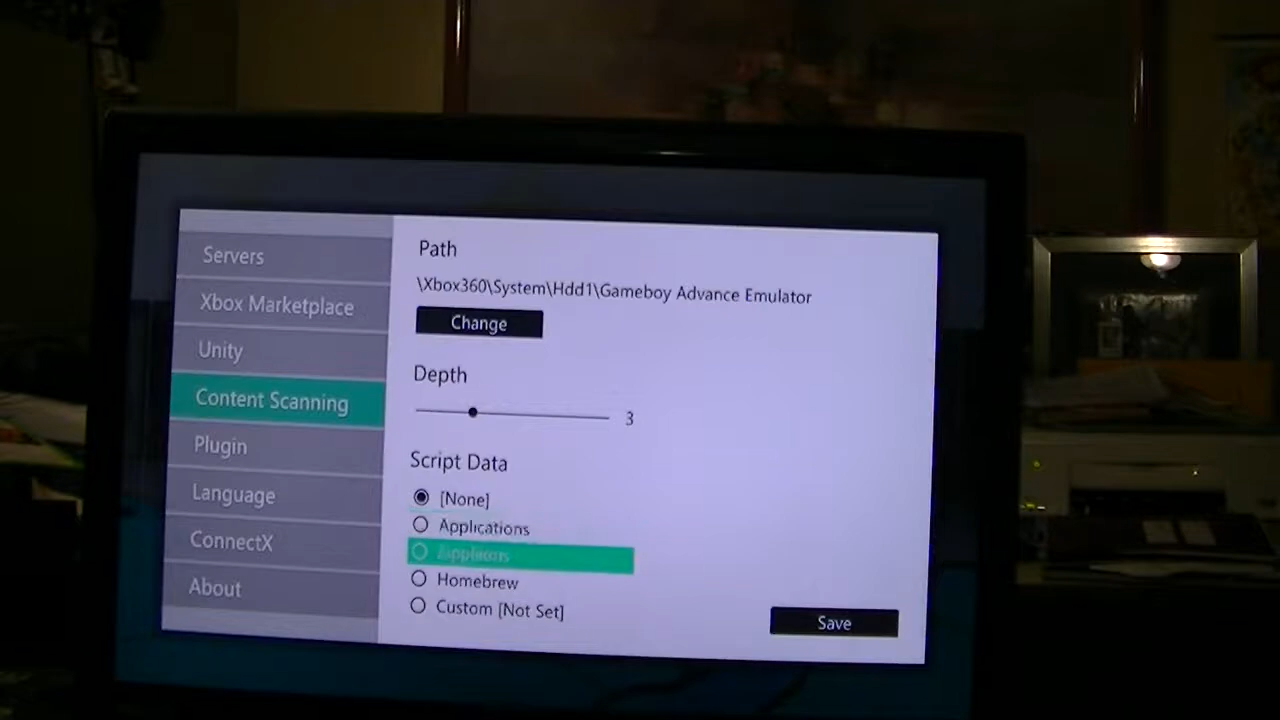 Servers
Xbox Marketplace
Unity
Content Scanning
Plugin
Language
ConnectX
About
Path
\Xbox360\System\Hdd1\Gameboy Advance Emulator
Change
Depth
3
Script Data
[None]
Applications
Homebrew
Custom [Not Set]
Save